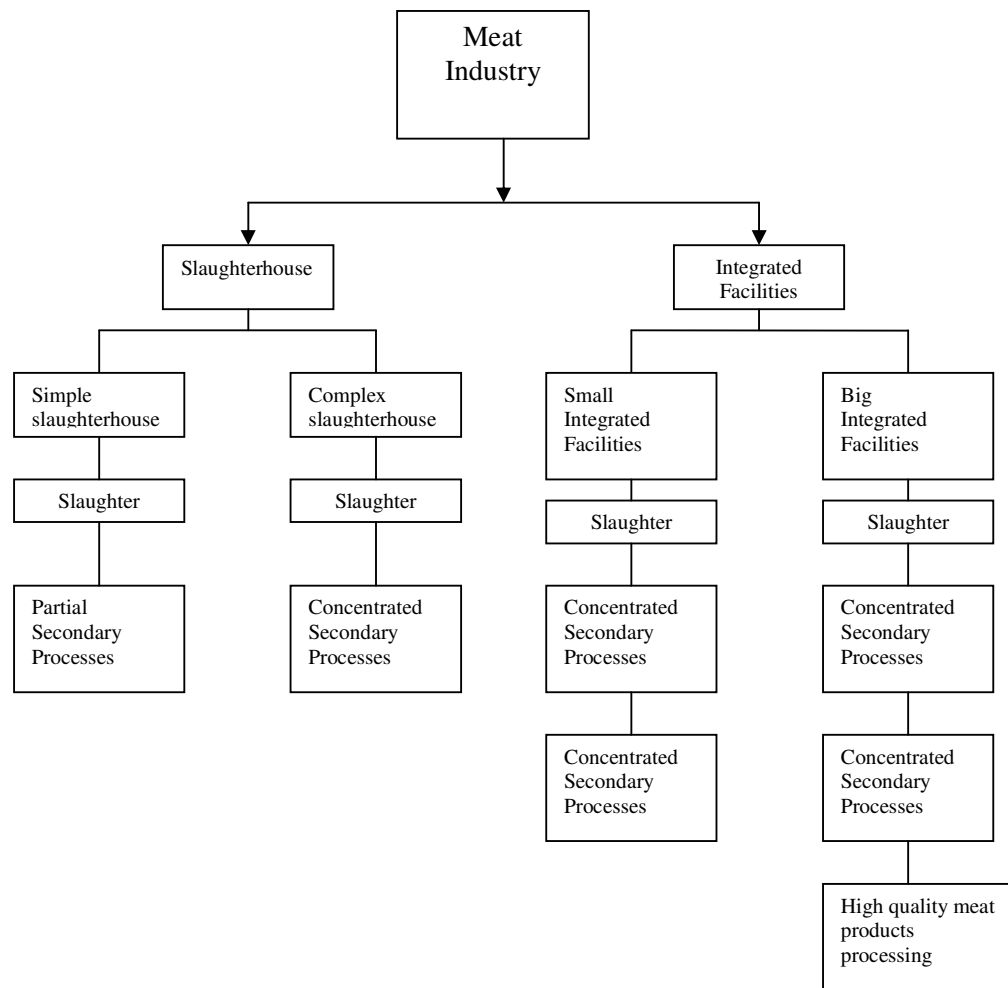 Meat
Industry
Slaughterhouse
Integrated
Facilities
Simple
slaughterhouse
Complex
slaughterhouse
Small
Integrated
Facilities
Big
Integrated
Facilities
Slaughter
Slaughter
Slaughter
Slaughter
Partial
Secondary
Processes
Concentrated
Secondary
Processes
Concentrated
Secondary
Processes
Concentrated
Secondary
Processes
Concentrated
Secondary
Processes
Concentrated
Secondary
Processes
High quality meat
products
processing